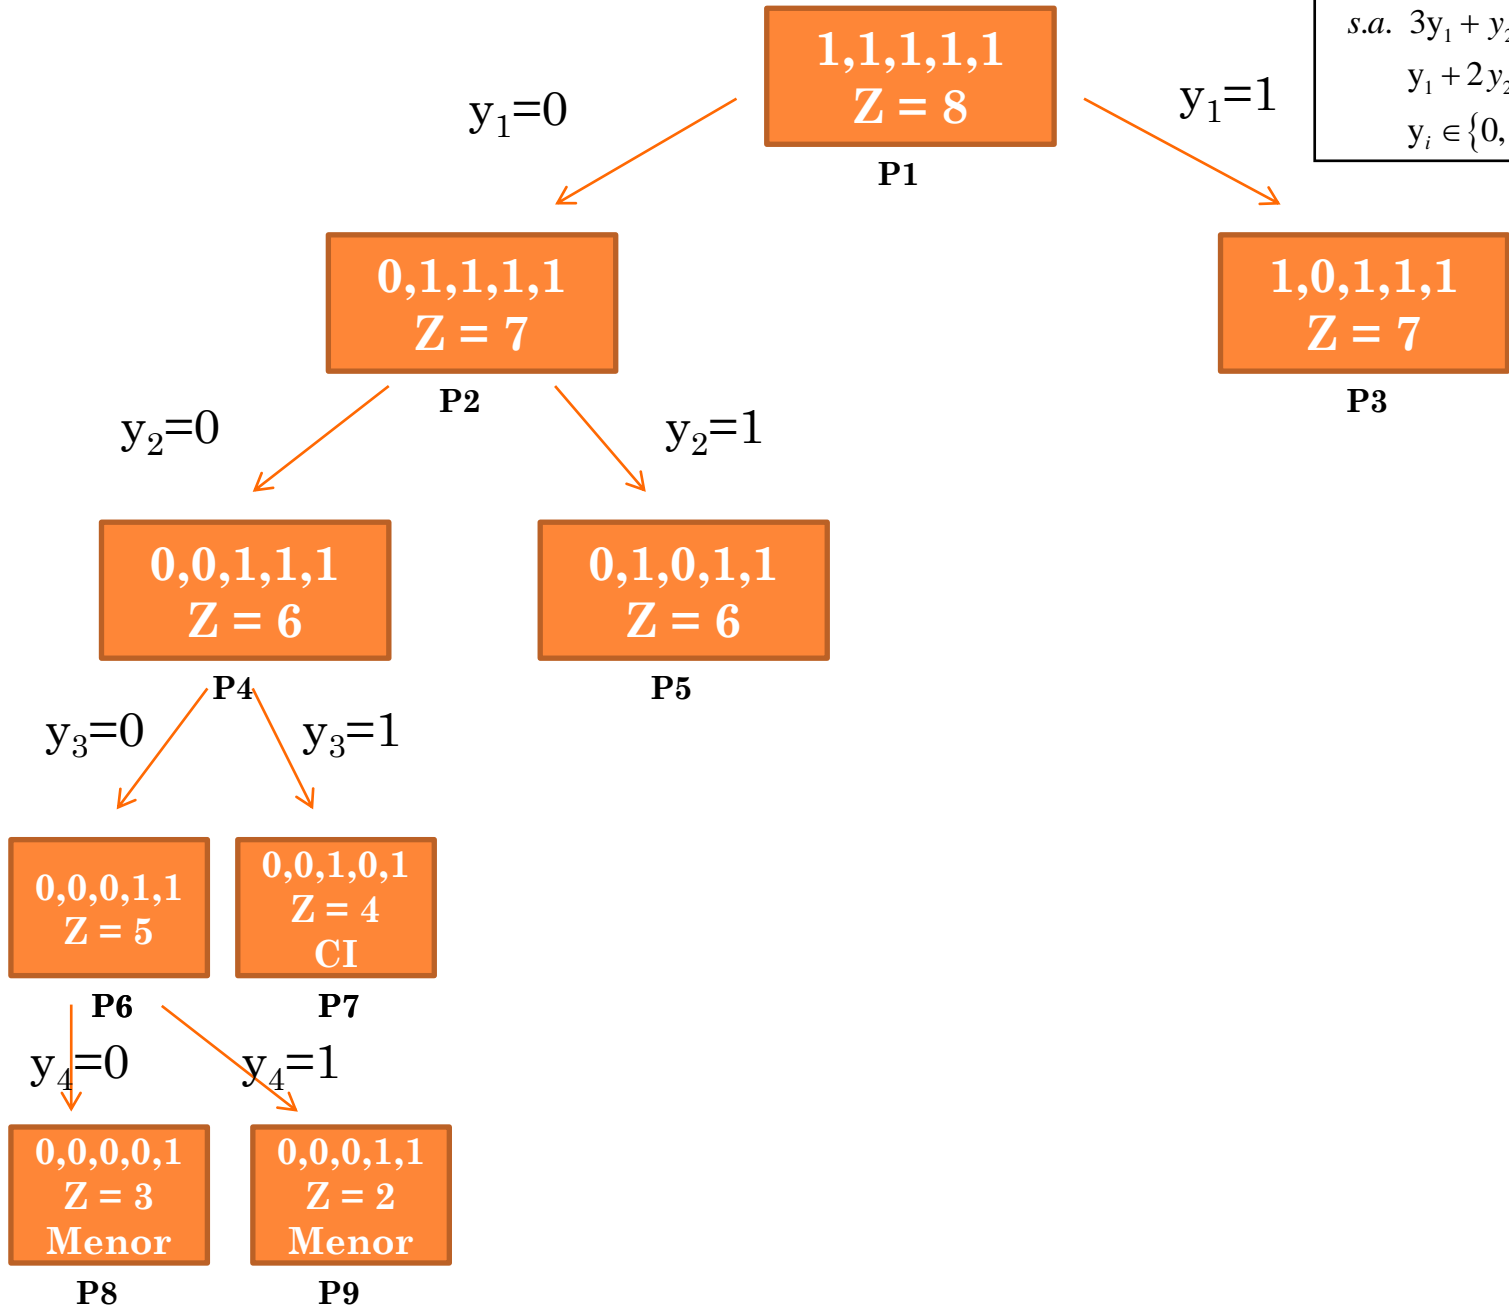 s.a. 3y₁ + y₂
y₁ + 2y₂
yᵢ ∈ {0,
1,1,1,1,1
Z = 8
P1
y₁=0
y₁=1
0,1,1,1,1
Z = 7
P2
1,0,1,1,1
Z = 7
P3
y₂=0
y₂=1
0,0,1,1,1
Z = 6
P4
0,1,0,1,1
Z = 6
P5
y₃=0
y₃=1
0,0,0,1,1
Z = 5
P6
0,0,1,0,1
Z = 4
CI
P7
y₄=0
y₄=1
0,0,0,0,1
Z = 3
Menor
P8
0,0,0,1,1
Z = 2
Menor
P9